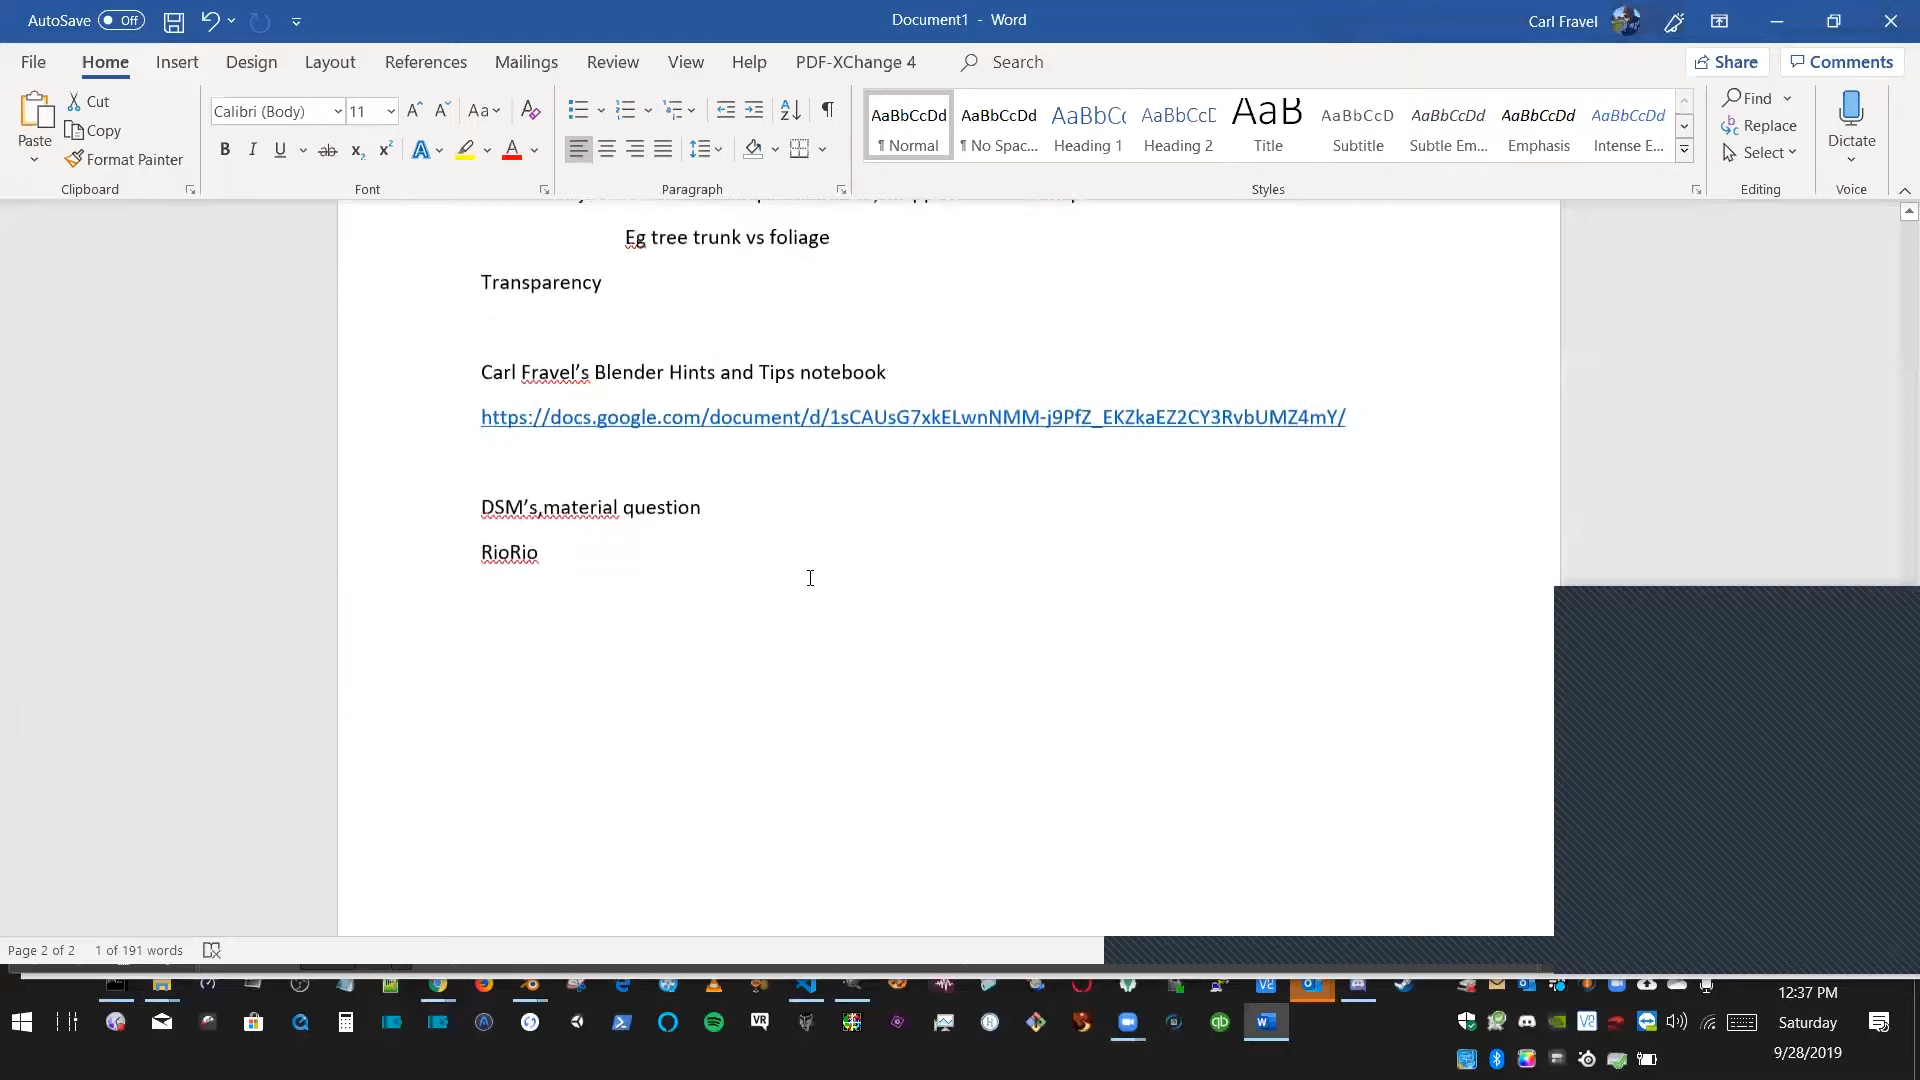 AutoSave Off
Document1 - Word
Carl Fravel
File Home Insert Design Layout References Mailings Review View Help PDF-XChange 4 Search
Share Comments
Paste
Cut
Copy
Format Painter
Clipboard
Calibri (Body) 11
Font
Paragraph
AaBbCcDd AaBbCcDd AaBbCc AaBbCcD AaB AaBbCcD AaBbCcDd AaBbCcDd AaBbCcDd
¶ Normal ¶ No Spac... Heading 1 Heading 2 Title Subtitle Subtle Em... Emphasis Intense E...
Styles
Find
Replace
Select
Editing
Dictate
Voice
Eg tree trunk vs foliage
Transparency
Carl Fravel’s Blender Hints and Tips notebook
https://docs.google.com/document/d/1sCAUsG7xkELwnNMM-j9PfZ_EKZkaEZ2CY3RvbUMZ4mY/
DSM’s,material question
RioRio
Page 2 of 2 1 of 191 words
12:37 PM
Saturday
9/28/2019